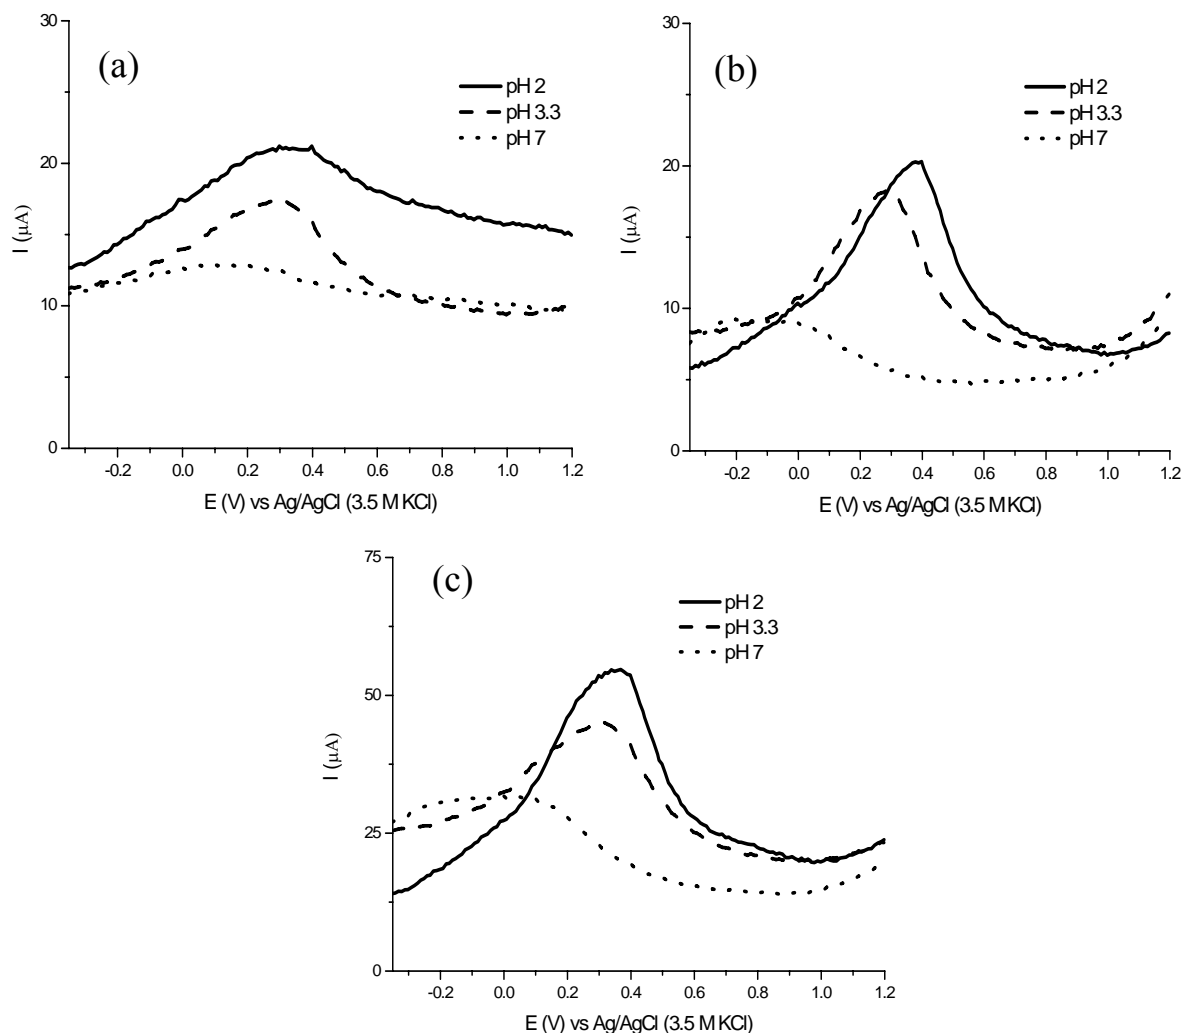 (a)
30
20
10
0
I (μA)
pH 2
pH 3.3
pH 7
-0.2 0.0 0.2 0.4 0.6 0.8 1.0 1.2
E (V) vs Ag/AgCl (3.5 M KCl)
(b)
30
20
10
0
I (μA)
pH 2
pH 3.3
pH 7
-0.2 0.0 0.2 0.4 0.6 0.8 1.0 1.2
E (V) vs Ag/AgCl (3.5 M KCl)
(c)
75
50
25
0
I (μA)
pH 2
pH 3.3
pH 7
-0.2 0.0 0.2 0.4 0.6 0.8 1.0 1.2
E (V) vs Ag/AgCl (3.5 M KCl)